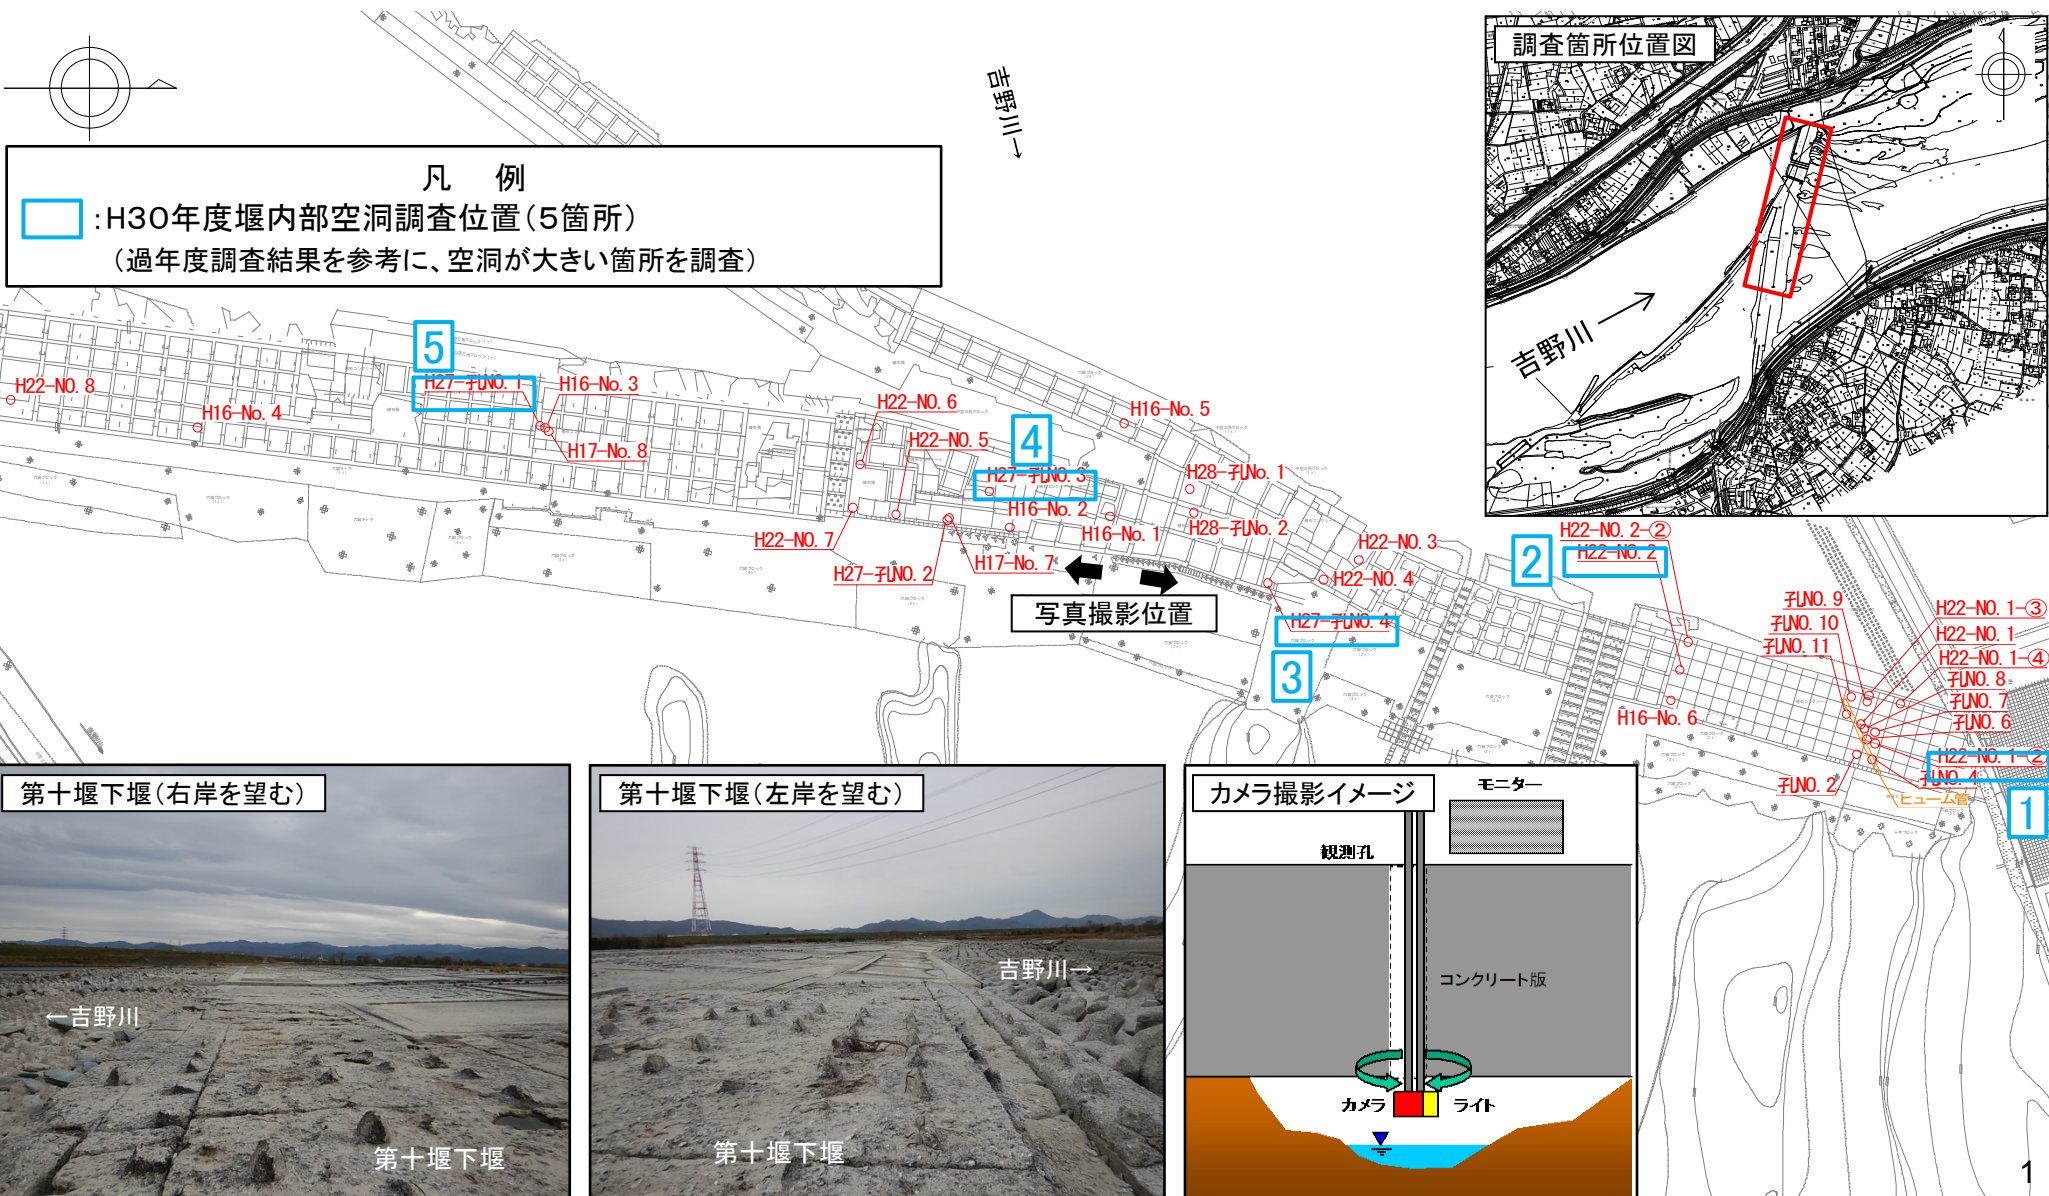 調査箇所位置図
吉野川→
吉野川
凡 例
:H30年度堰内部空洞調査位置(5箇所)
(過年度調査結果を参考に、空洞が大きい箇所を調査)
5
H27-孔NO. 1
H16-No. 3
H22-NO. 8
H16-No. 4
H17-No. 8
H22-NO. 6
H22-NO. 5
4
H27-孔NO. 3
H16-No. 5
H28-孔No. 1
H16-No. 2
H16-No. 1
H28-孔No. 2
H22-NO. 7
H27-孔NO. 2
H17-No. 7
写真撮影位置
H22-NO. 3
H22-NO. 4
H27-孔NO. 4
3
2
H22-NO. 2-②
H22-NO. 2
H16-No. 6
孔NO. 9
孔NO. 10
孔NO. 11
H22-NO. 1-③
H22-NO. 1
H22-NO. 1-④
孔NO. 8
孔NO. 7
孔NO. 6
H22-NO. 1-②
孔NO. 4
孔NO. 2
ヒューム管
1
第十堰下堰(右岸を望む)
←吉野川
第十堰下堰
第十堰下堰(左岸を望む)
吉野川→
第十堰下堰
カメラ撮影イメージ
モニター
観測孔
コンクリート版
カメラ
ライト
1